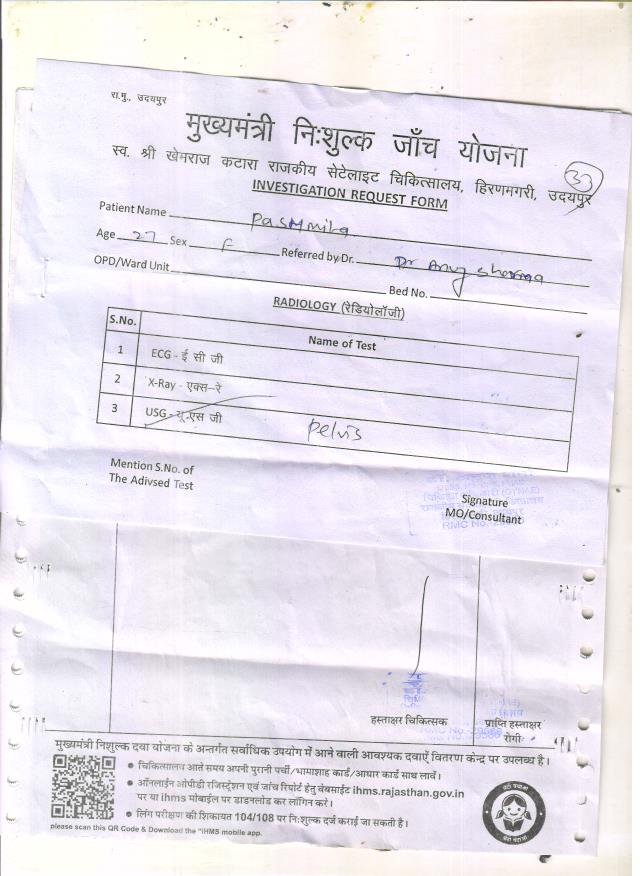 रा.मु., उदयपुर
मुख्यमंत्री निःशुल्क जाँच योजना
स्व. श्री खेमराज कटारा राजकीय सेटेलाइट चिकित्सालय, हिरणमगरी, उदयपुर
33
INVESTIGATION REQUEST FORM
Patient Name
Age 27 Sex F Referred by Dr. Dr Anuj Sharma
OPD/Ward Unit Bed No.
RADIOLOGY (रेडियोलॉजी)
S.No. Name of Test
1 ECG - ई सी जी
2 X-Ray - एक्स-रे
3 USG - यू.एस जी Pelvis
Mention S.No. of
The Adivsed Test
Signature
MO/Consultant
RMC No.
हस्ताक्षर चिकित्सक
प्राप्ति हस्ताक्षर
रोगी
मुख्यमंत्री निशुल्क दवा योजना के अन्तर्गत सर्वाधिक उपयोग में आने वाली आवश्यक दवाएँ वितरण केन्द्र पर उपलब्ध है।
• चिकित्सालय आते समय अपनी पुरानी पर्ची/भामाशाह कार्ड/आधार कार्ड साथ लावें।
• ऑनलाईन ओपीडी रजिस्ट्रेशन एवं जांच रिपोर्ट हेतु वेबसाईट ihms.rajasthan.gov.in
पर या ihms मोबाईल पर डाउनलोड कर लॉगिन करे।
• लिंग परीक्षण की शिकायत 104/108 पर निःशुल्क दर्ज कराई जा सकती है।
please scan this QR Code & Download the "IHMS mobile app.